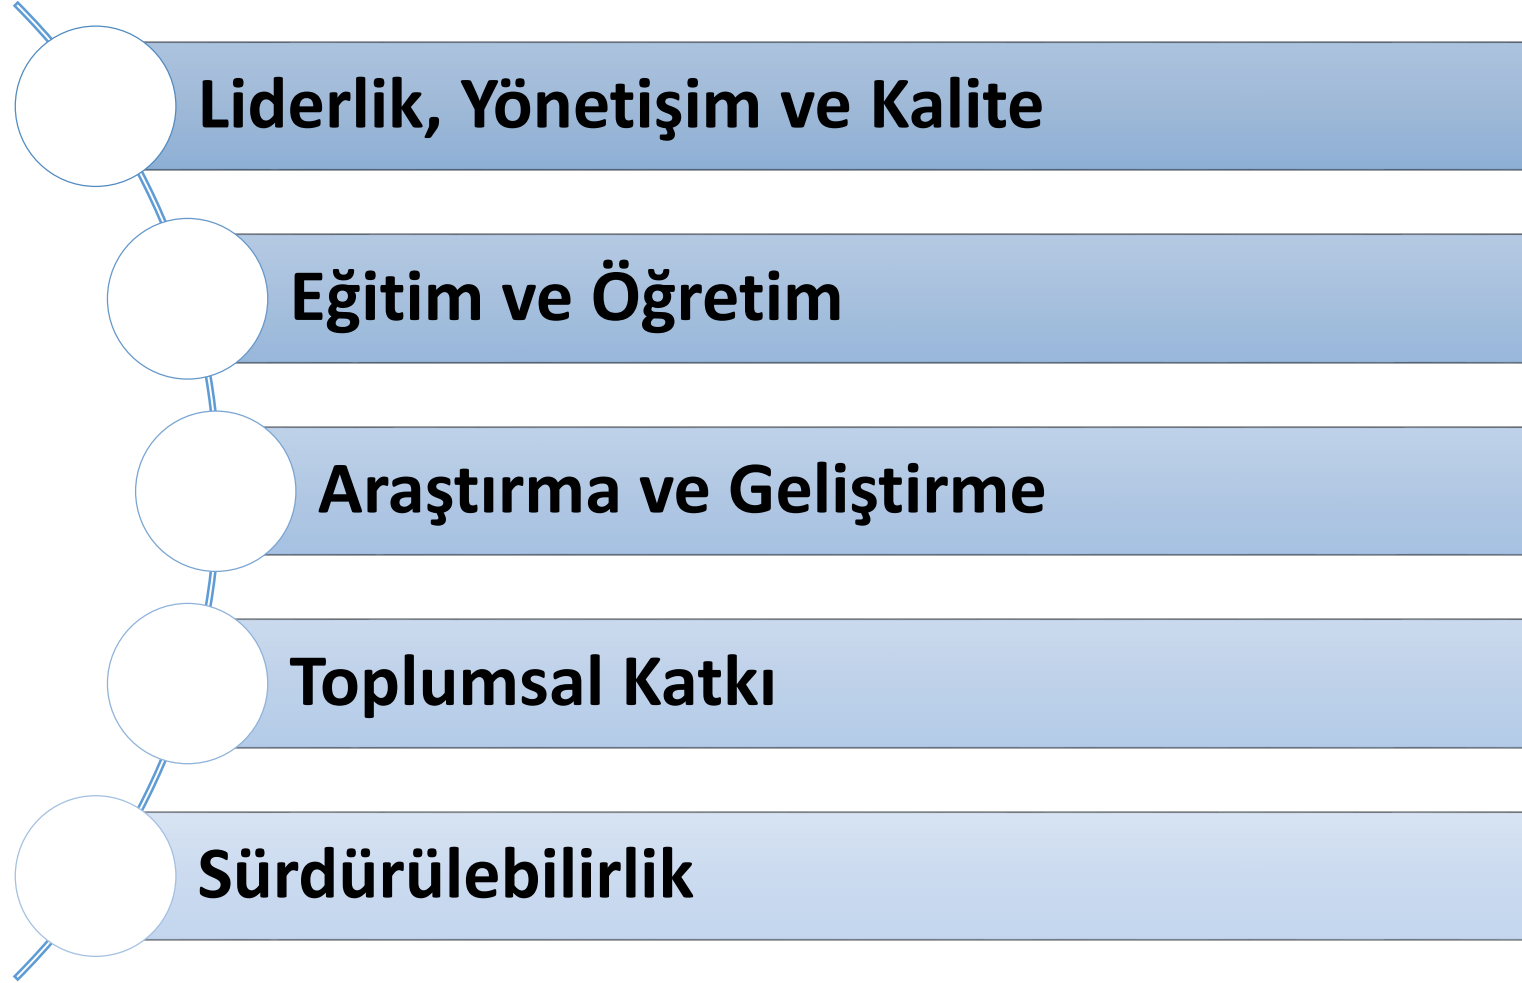 Liderlik, Yönetişim ve Kalite
Eğitim ve Öğretim
Araştırma ve Geliştirme
Toplumsal Katkı
Sürdürülebilirlik